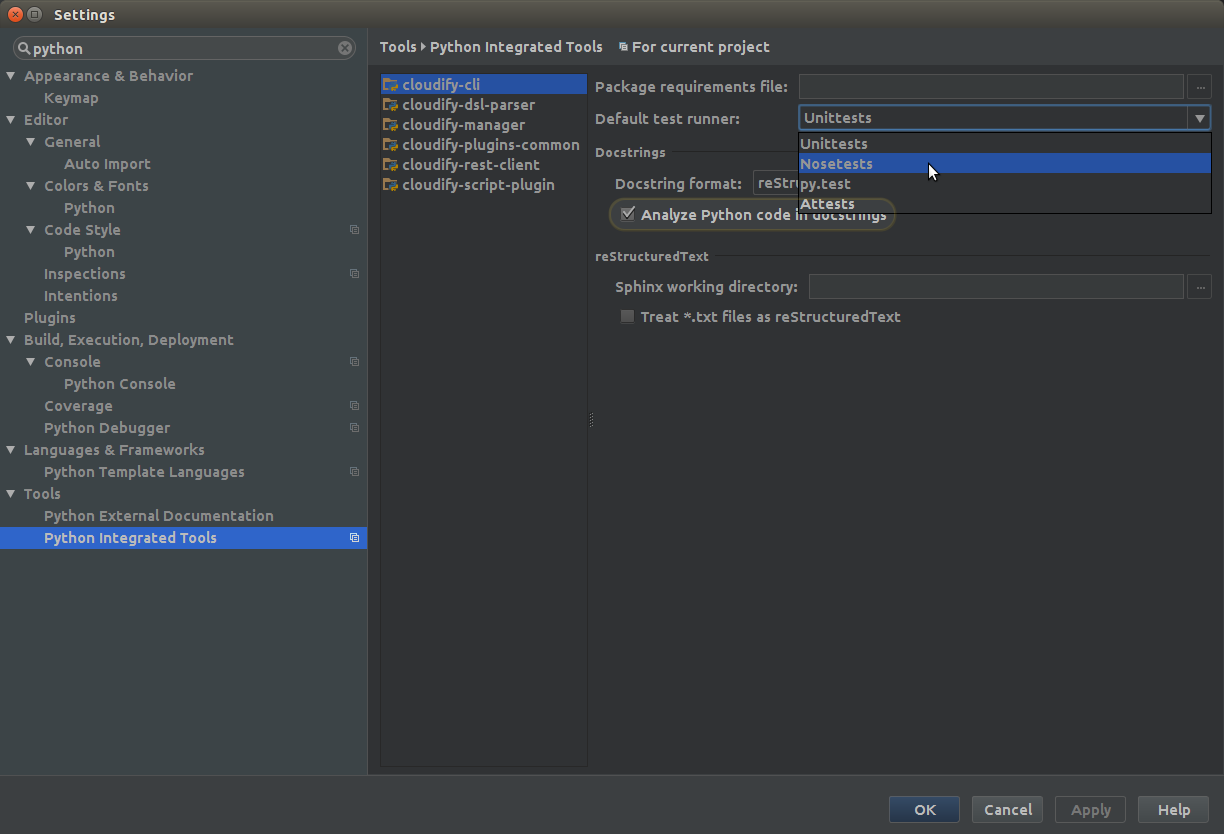 Settings
python
Appearance & Behavior
Keymap
Editor
General
Auto Import
Colors & Fonts
Python
Code Style
Python
Inspections
Intentions
Plugins
Build, Execution, Deployment
Console
Python Console
Coverage
Python Debugger
Languages & Frameworks
Python Template Languages
Tools
Python External Documentation
Python Integrated Tools
Tools › Python Integrated Tools For current project
cloudify-cli
cloudify-dsl-parser
cloudify-manager
cloudify-plugins-common
cloudify-rest-client
cloudify-script-plugin
Package requirements file: ...
Default test runner: Unittests
Unittests
Nosetests
py.test
Attests
Docstrings
Docstring format: reStru
Analyze Python code in docstrings
reStructuredText
Sphinx working directory: ...
Treat *.txt files as reStructuredText
OK Cancel Apply Help